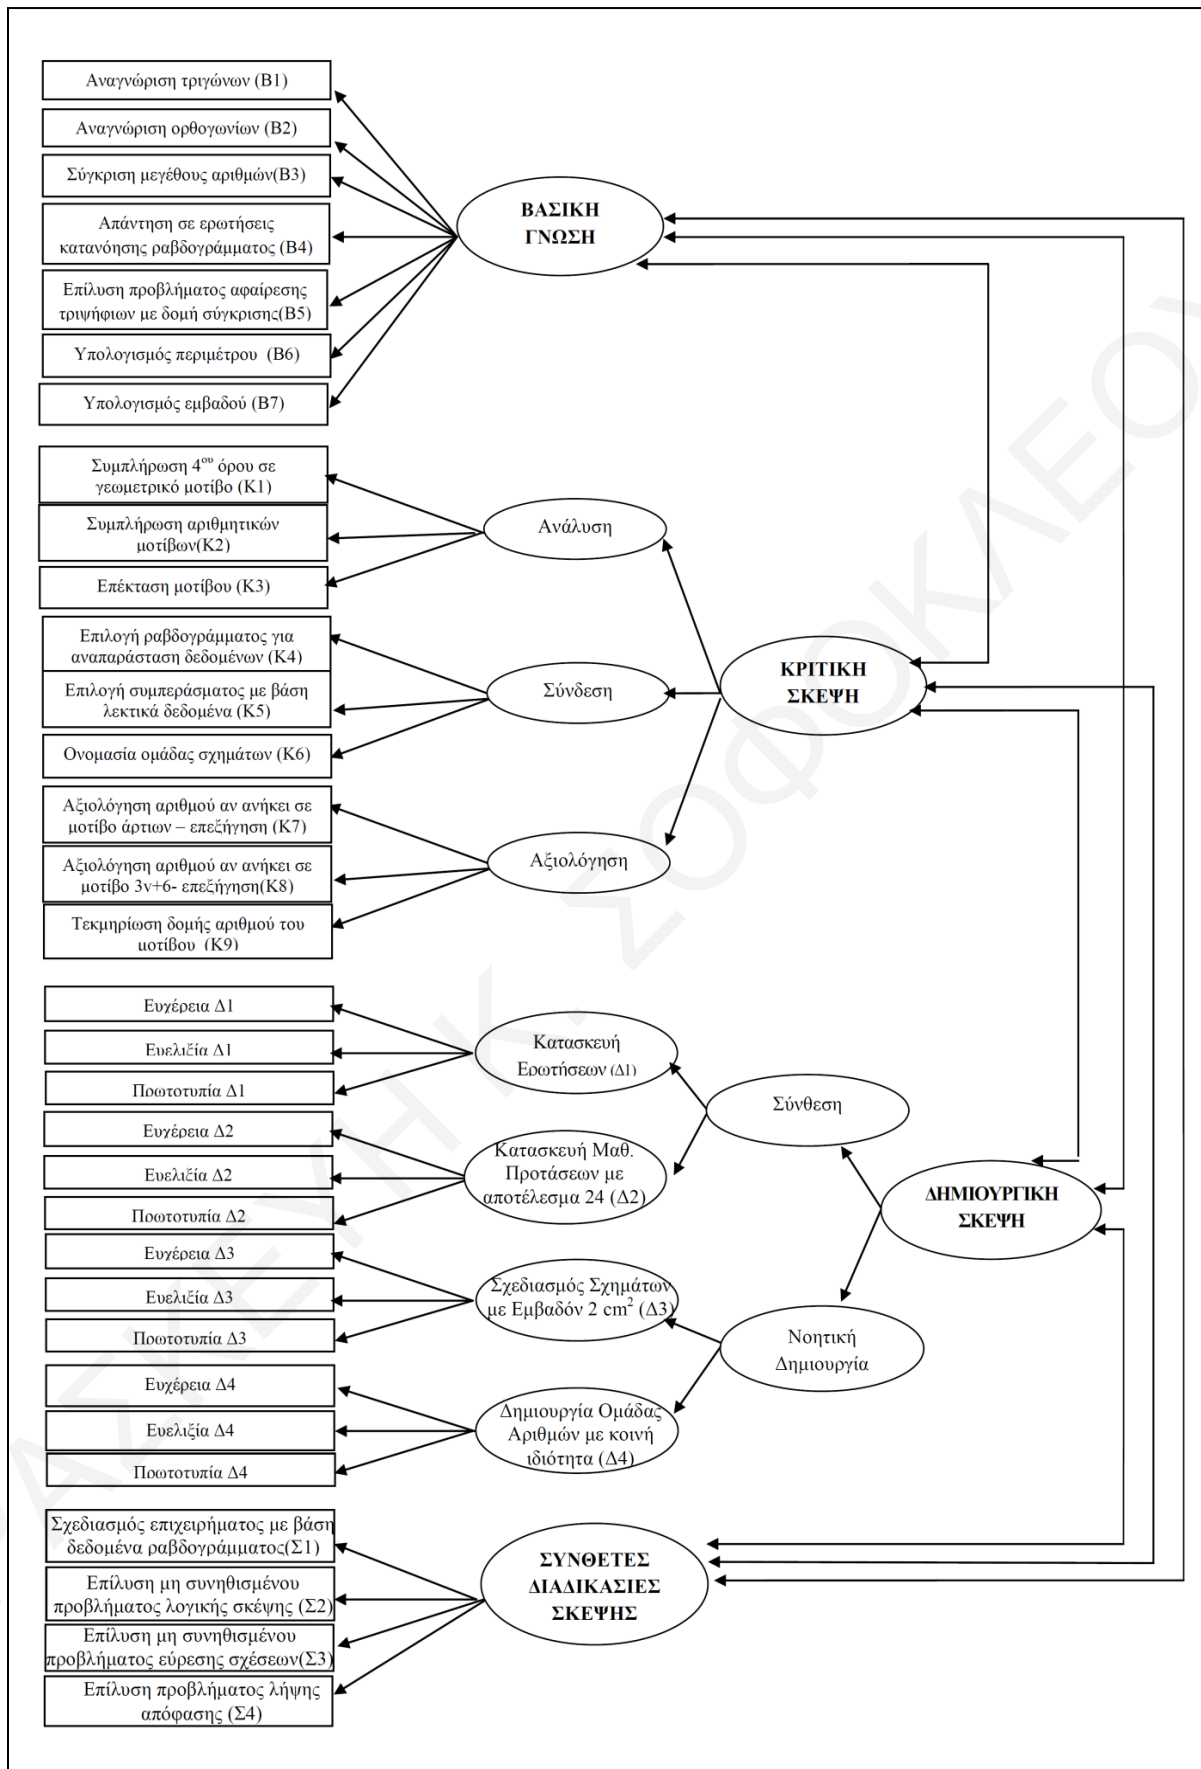 Αναγνώριση τριγώνων (Β1)
Αναγνώριση ορθογωνίων (Β2)
Σύγκριση μεγέθους αριθμών(Β3)
Απάντηση σε ερωτήσεις
κατανόησης ραβδογράμματος (Β4)
Επίλυση προβλήματος αφαίρεσης
τριψήφιων με δομή σύγκρισης(Β5)
Υπολογισμός περιμέτρου (Β6)
Υπολογισμός εμβαδού (Β7)
ΒΑΣΙΚΗ
ΓΝΩΣΗ
Συμπλήρωση 4ου όρου σε
γεωμετρικό μοτίβο (Κ1)
Συμπλήρωση αριθμητικών
μοτίβων(Κ2)
Επέκταση μοτίβου (Κ3)
Ανάλυση
Επιλογή ραβδογράμματος για
αναπαράσταση δεδομένων (Κ4)
Επιλογή συμπεράσματος με βάση
λεκτικά δεδομένα (Κ5)
Ονομασία ομάδας σχημάτων (Κ6)
Σύνδεση
ΚΡΙΤΙΚΗ
ΣΚΕΨΗ
Αξιολόγηση αριθμού αν ανήκει σε
μοτίβο άρτιων – επεξήγηση (Κ7)
Αξιολόγηση αριθμού αν ανήκει σε
μοτίβο 3ν+6- επεξήγηση(Κ8)
Τεκμηρίωση δομής αριθμού του
μοτίβου (Κ9)
Αξιολόγηση
Ευχέρεια Δ1
Ευελιξία Δ1
Πρωτοτυπία Δ1
Κατασκευή
Ερωτήσεων (Δ1)
Ευχέρεια Δ2
Ευελιξία Δ2
Πρωτοτυπία Δ2
Κατασκευή Μαθ.
Προτάσεων με
αποτέλεσμα 24 (Δ2)
Σύνθεση
ΔΗΜΙΟΥΡΓΙΚΗ
ΣΚΕΨΗ
Ευχέρεια Δ3
Ευελιξία Δ3
Πρωτοτυπία Δ3
Σχεδιασμός Σχημάτων
με Εμβαδόν 2 cm² (Δ3)
Νοητική
Δημιουργία
Ευχέρεια Δ4
Ευελιξία Δ4
Πρωτοτυπία Δ4
Δημιουργία Ομάδας
Αριθμών με κοινή
ιδιότητα (Δ4)
Σχεδιασμός επιχειρήματος με βάση
δεδομένα ραβδογράμματος(Σ1)
Επίλυση μη συνηθισμένου
προβλήματος λογικής σκέψης (Σ2)
Επίλυση μη συνηθισμένου
προβλήματος εύρεσης σχέσεων(Σ3)
Επίλυση προβλήματος λήψης
απόφασης (Σ4)
ΣΥΝΘΕΤΕΣ
ΔΙΑΔΙΚΑΣΙΕΣ
ΣΚΕΨΗΣ
ΑΣΚΕΥΗ Κ. ΣΟΦΟΚΛΕΟΥ